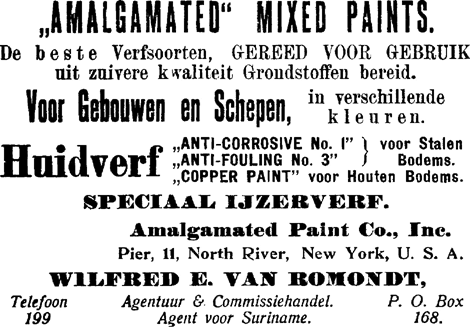 „AMALGAMATED“ MIXED PAINTS.
De beste Verfsoorten, GEREED VOOR GEBRUIK
uit zuivere kwaliteit Grondstoffen bereid.
Voor Gebouwen en Schepen, in verschillende kleuren.
Huidverf
„ANTI-CORROSIVE No. 1” } voor Stalen
„ANTI-FOULING No. 3” } Bodems.
„COPPER PAINT” voor Houten Bodems.
SPECIAAL IJZERVERF.
Amalgamated Paint Co., Inc.
Pier, 11, North River, New York, U. S. A.
WILFRED E. VAN ROMONDT,
Telefoon Agentuur & Commissiehandel. P. O. Box
199 Agent voor Suriname. 168.